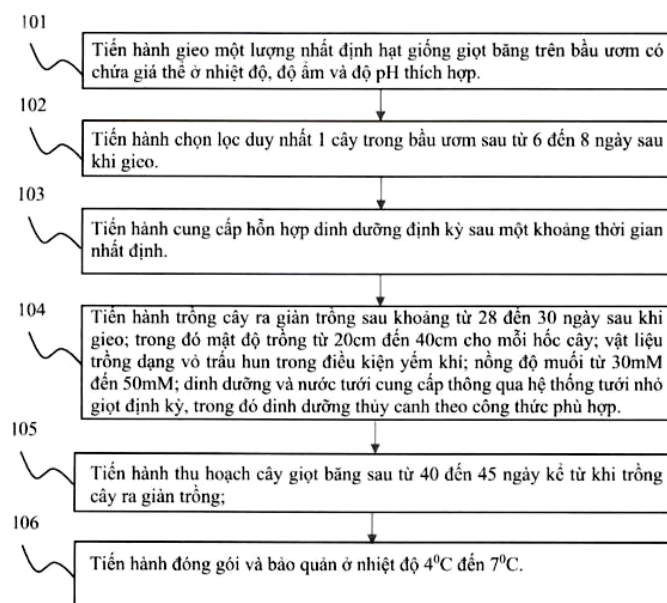 101
Tiến hành gieo một lượng nhất định hạt giống giọt băng trên bầu ươm có
chứa giá thể ở nhiệt độ, độ ẩm và độ pH thích hợp.
102
Tiến hành chọn lọc duy nhất 1 cây trong bầu ươm sau từ 6 đến 8 ngày sau
khi gieo.
103
Tiến hành cung cấp hỗn hợp dinh dưỡng định kỳ sau một khoảng thời gian
nhất định.
104
Tiến hành trồng cây ra giàn trồng sau khoảng từ 28 đến 30 ngày sau khi
gieo; trong đó mật độ trồng từ 20cm đến 40cm cho mỗi hốc cây; vật liệu
trồng dạng vỏ trấu hun trong điều kiện yếm khí; nồng độ muối từ 30mM
đến 50mM; dinh dưỡng và nước tưới cung cấp thông qua hệ thống tưới nhỏ
giọt định kỳ, trong đó dinh dưỡng thủy canh theo công thức phù hợp.
105
Tiến hành thu hoạch cây giọt băng sau từ 40 đến 45 ngày kể từ khi trồng
cây ra giàn trồng;
106
Tiến hành đóng gói và bảo quản ở nhiệt độ 4⁰C đến 7⁰C.